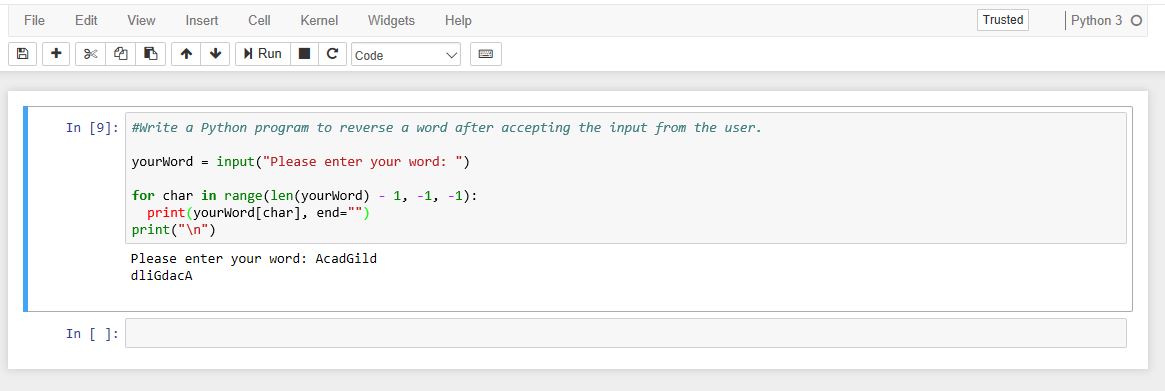 File Edit View Insert Cell Kernel Widgets Help Trusted Python 3
Run Code
In [9]: #Write a Python program to reverse a word after accepting the input from the user.
yourWord = input("Please enter your word: ")
for char in range(len(yourWord) - 1, -1, -1):
  print(yourWord[char], end="")
print("\n")
Please enter your word: AcadGild
dliGdacA
In [ ]: